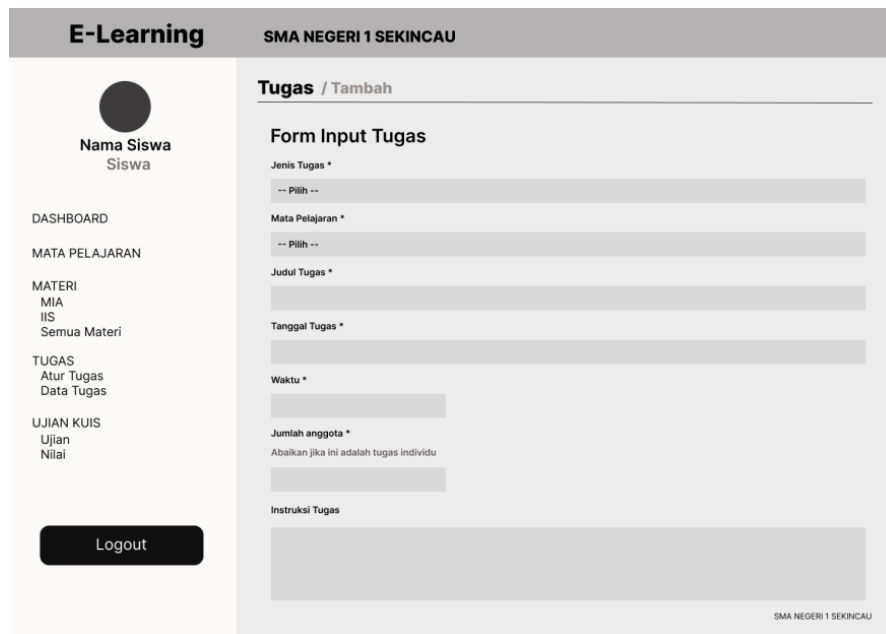 E-Learning
SMA NEGERI 1 SEKINCAU
Nama Siswa
Siswa
DASHBOARD
MATA PELAJARAN
MATERI
MIA
IIS
Semua Materi
TUGAS
Atur Tugas
Data Tugas
UJIAN KUIS
Ujian
Nilai
Logout
Tugas / Tambah
Form Input Tugas
Jenis Tugas *
-- Pilih --
Mata Pelajaran *
-- Pilih --
Judul Tugas *
Tanggal Tugas *
Waktu *
Jumlah anggota *
Abaikan jika ini adalah tugas individu
Instruksi Tugas
SMA NEGERI 1 SEKINCAU